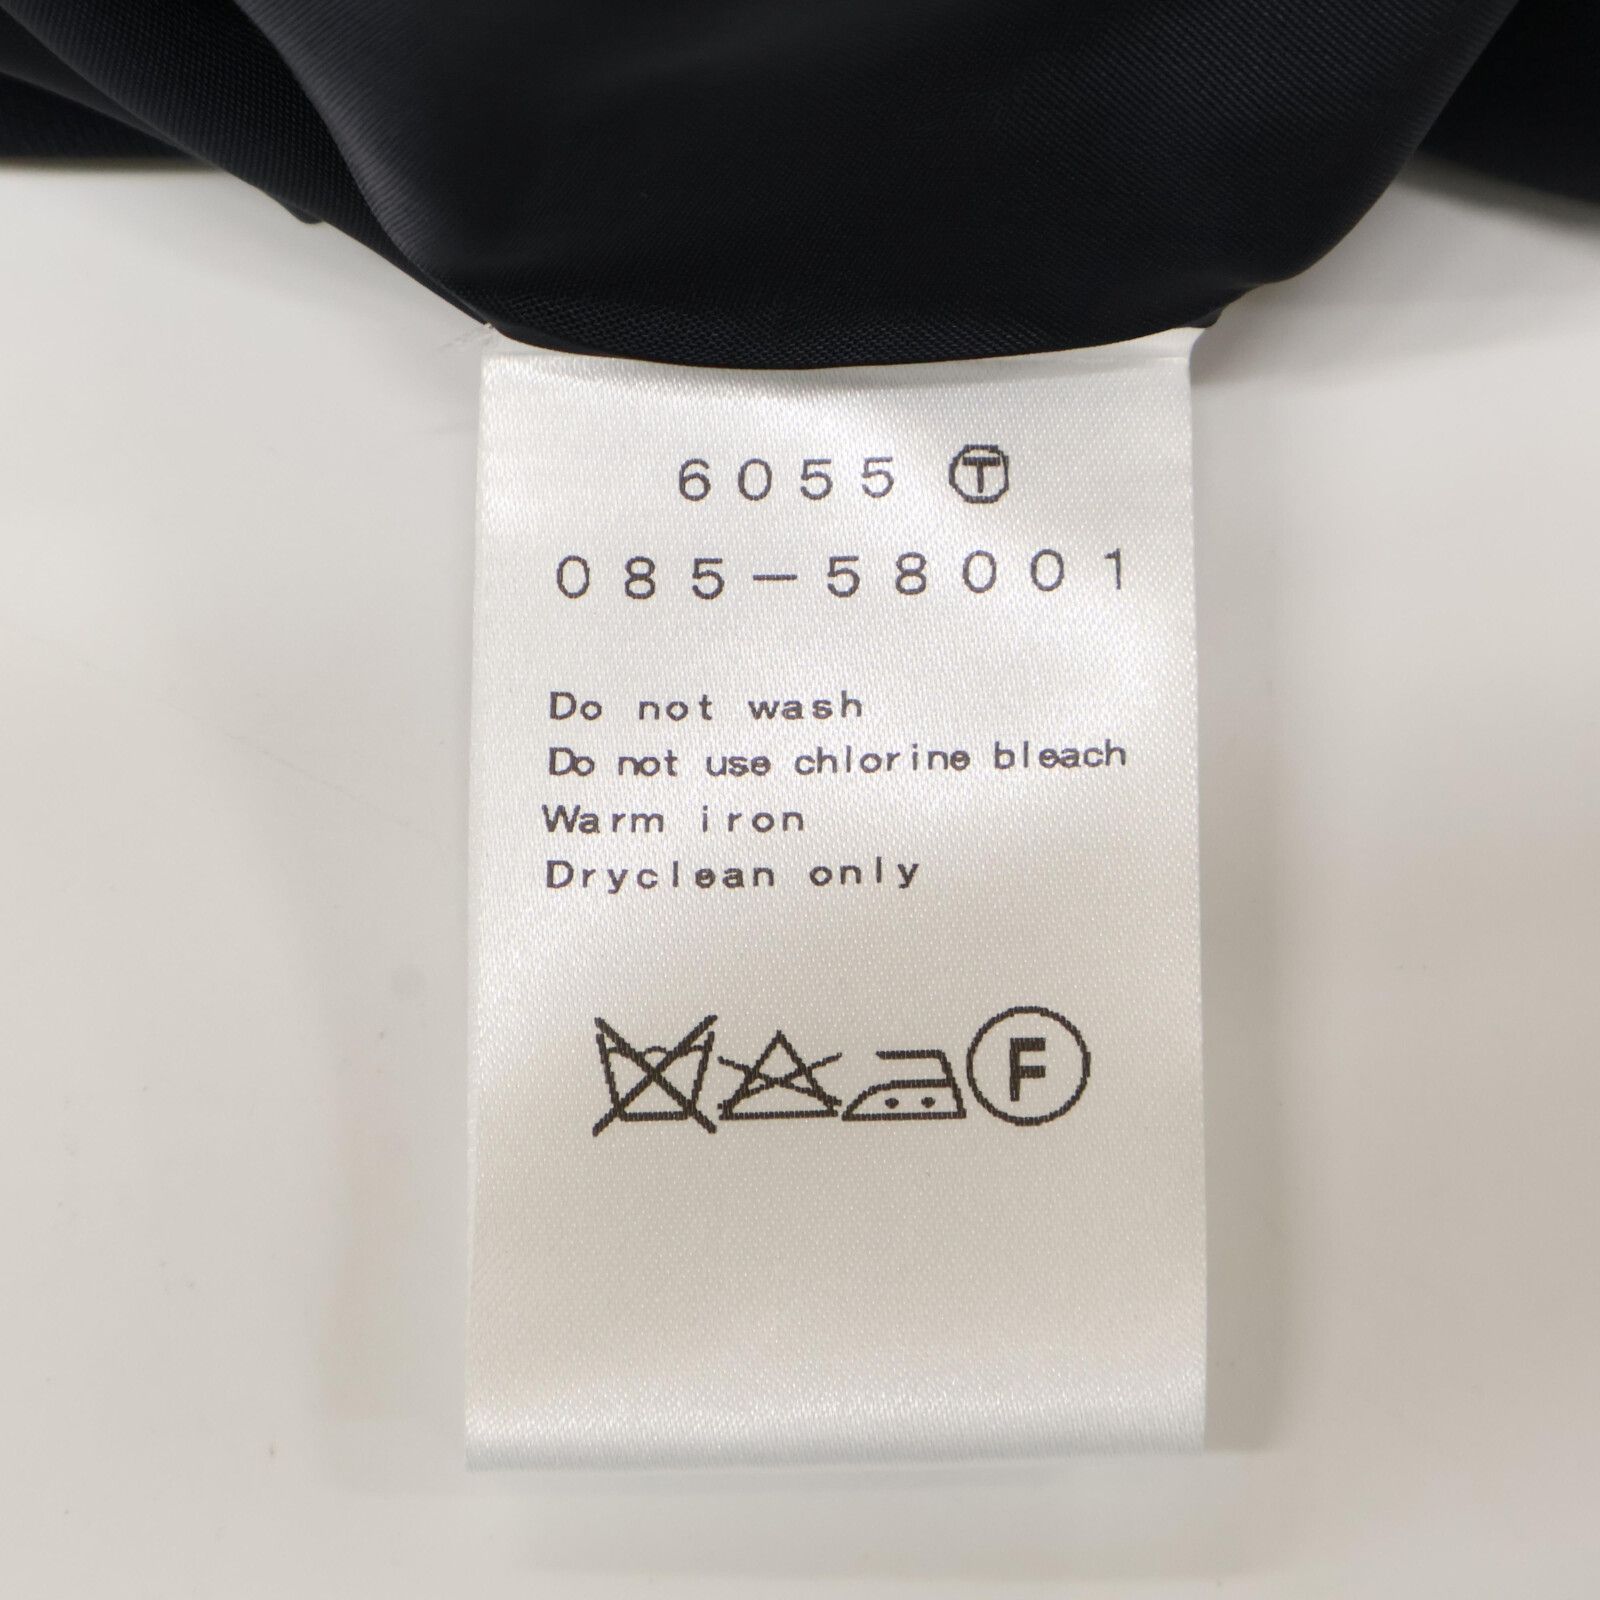 6055 Ⓣ
085-58001
Do not wash
Do not use chlorine bleach
Warm iron
Dryclean only
F